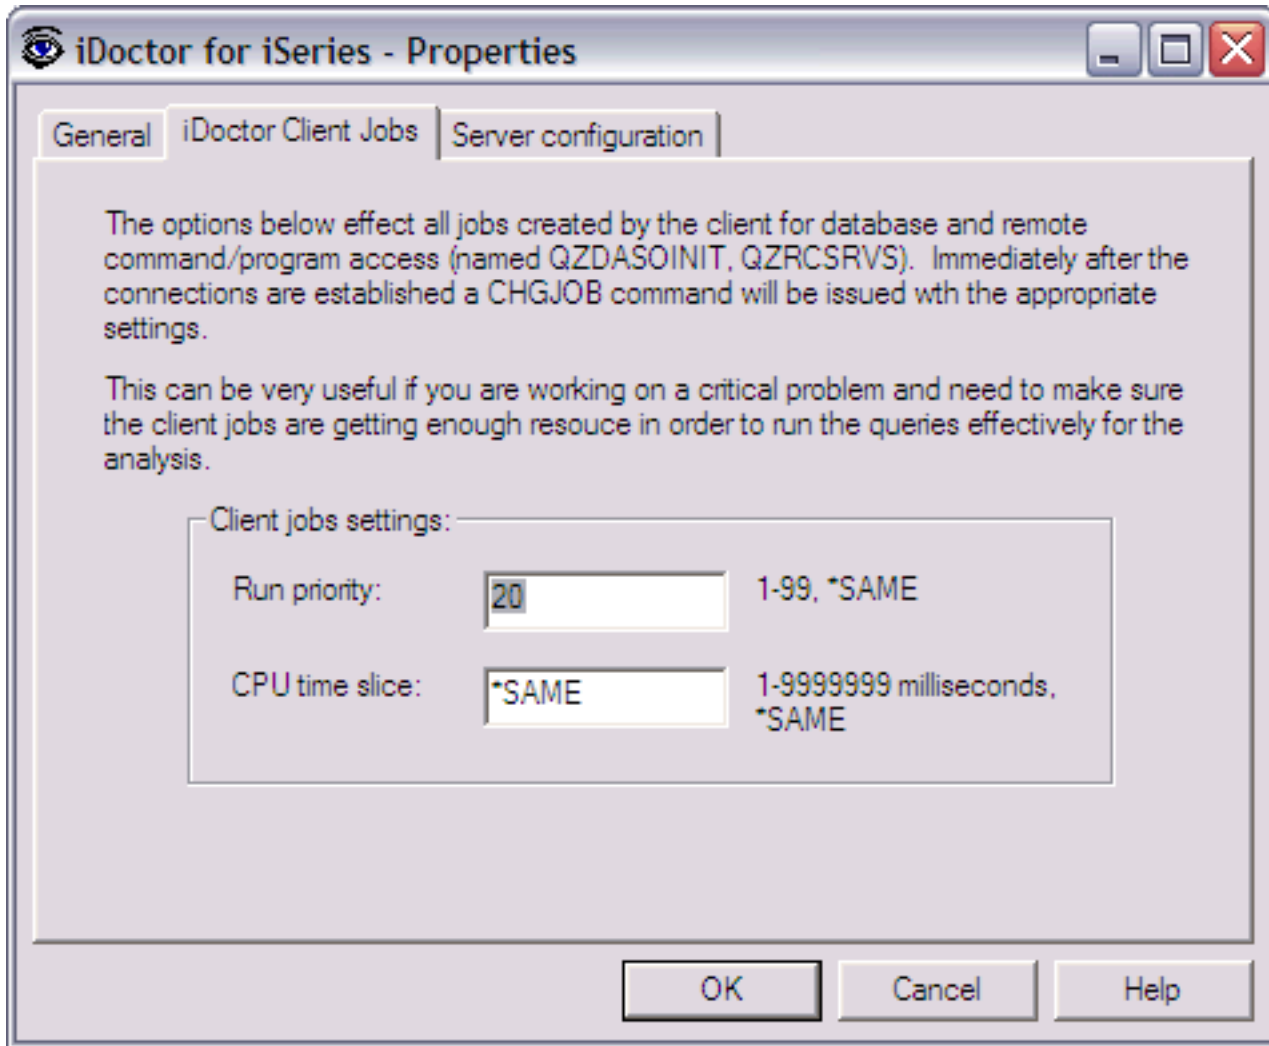 iDoctor for iSeries - Properties
General iDoctor Client Jobs Server configuration
The options below effect all jobs created by the client for database and remote
command/program access (named QZDASOINIT, QZRCSRVS).  Immediately after the
connections are established a CHGJOB command will be issued wth the appropriate
settings.
This can be very useful if you are working on a critical problem and need to make sure
the client jobs are getting enough resouce in order to run the queries effectively for the
analysis.
Client jobs settings:
Run priority: 20 1-99, *SAME
CPU time slice: *SAME 1-9999999 milliseconds,
*SAME
OK Cancel Help